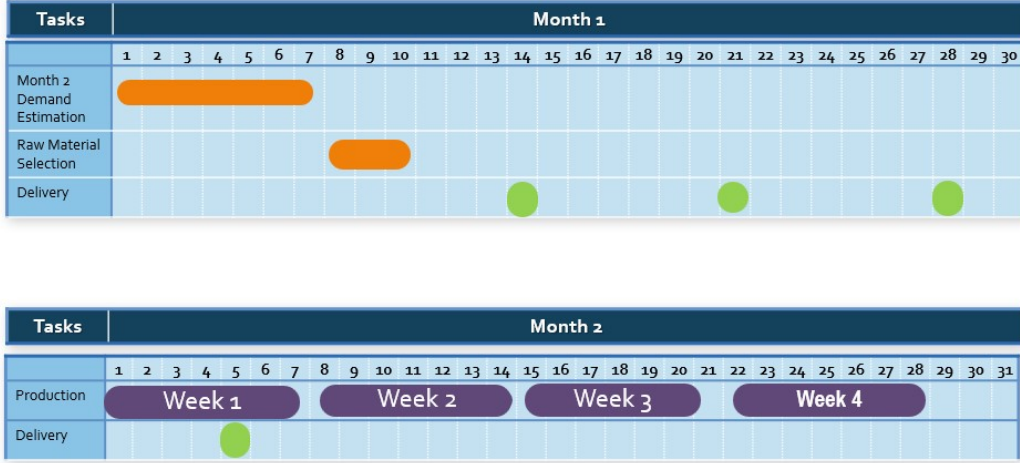 Tasks Month 1
1 2 3 4 5 6 7 8 9 10 11 12 13 14 15 16 17 18 19 20 21 22 23 24 25 26 27 28 29 30
Month 2
Demand
Estimation
Raw Material
Selection
Delivery
Tasks Month 2
1 2 3 4 5 6 7 8 9 10 11 12 13 14 15 16 17 18 19 20 21 22 23 24 25 26 27 28 29 30 31
Production Week 1 Week 2 Week 3 Week 4
Delivery